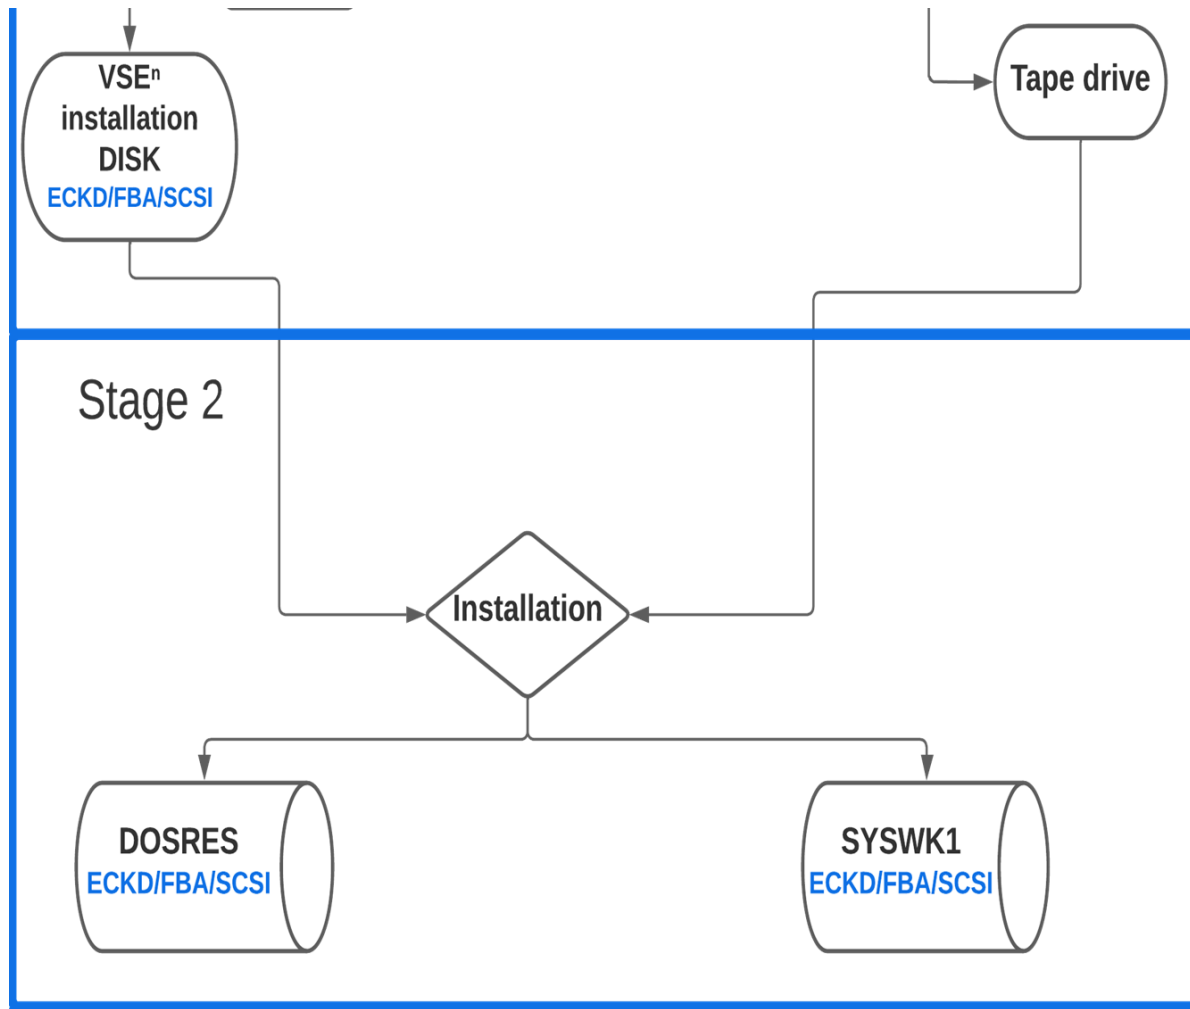 VSEⁿ
installation
DISK
ECKD/FBA/SCSI
Tape drive
Stage 2
Installation
DOSRES
ECKD/FBA/SCSI
SYSWK1
ECKD/FBA/SCSI